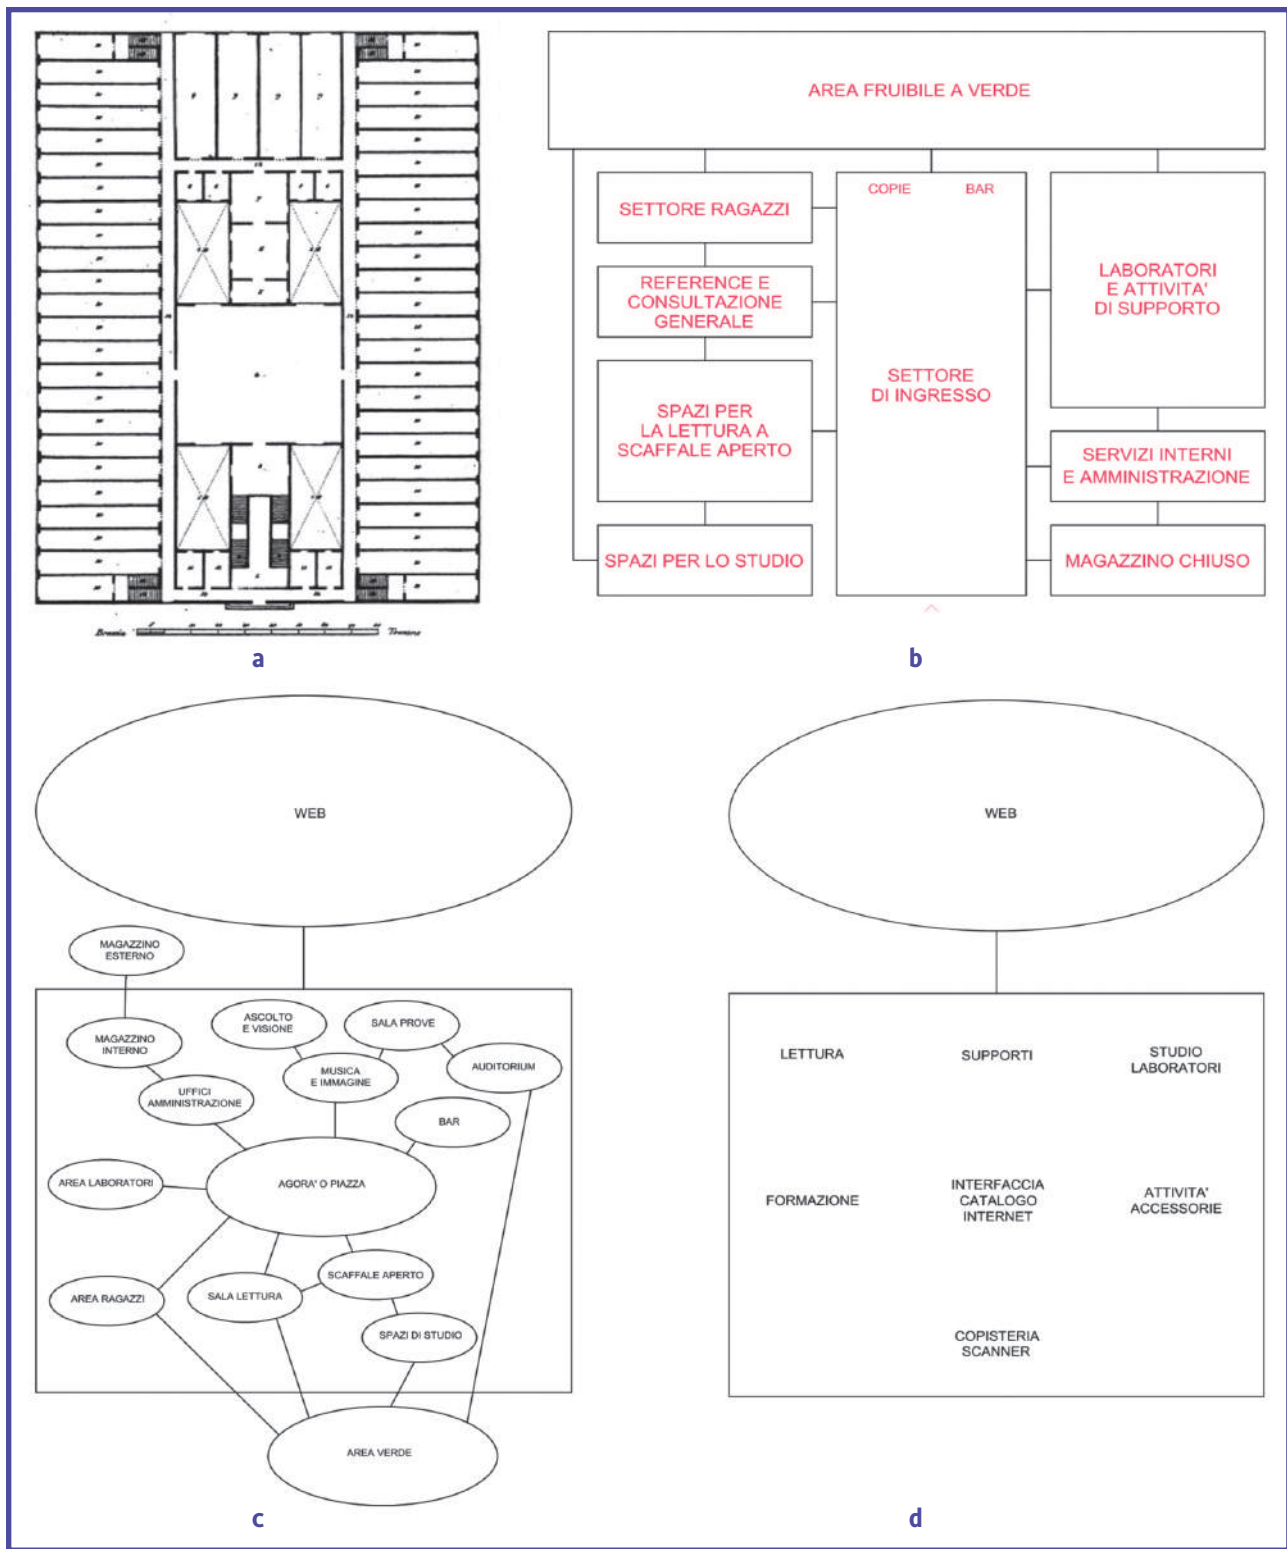 AREA FRUIBILE A VERDE
COPIE
BAR
SETTORE RAGAZZI
REFERENCE E
CONSULTAZIONE
GENERALE
SPAZI PER
LA LETTURA A
SCAFFALE APERTO
SPAZI PER LO STUDIO
SETTORE
DI INGRESSO
LABORATORI
E ATTIVITA'
DI SUPPORTO
SERVIZI INTERNI
E AMMINISTRAZIONE
MAGAZZINO CHIUSO
a
b
WEB
MAGAZZINO
ESTERNO
MAGAZZINO
INTERNO
UFFICI
AMMINISTRAZIONE
ASCOLTO
E VISIONE
SALA PROVE
MUSICA
E IMMAGINE
AUDITORIUM
BAR
AREA LABORATORI
AGORA' O PIAZZA
AREA RAGAZZI
SALA LETTURA
SCAFFALE APERTO
SPAZI DI STUDIO
AREA VERDE
c
WEB
LETTURA
SUPPORTI
STUDIO
LABORATORI
FORMAZIONE
INTERFACCIA
CATALOGO
INTERNET
ATTIVITA'
ACCESSORIE
COPISTERIA
SCANNER
d